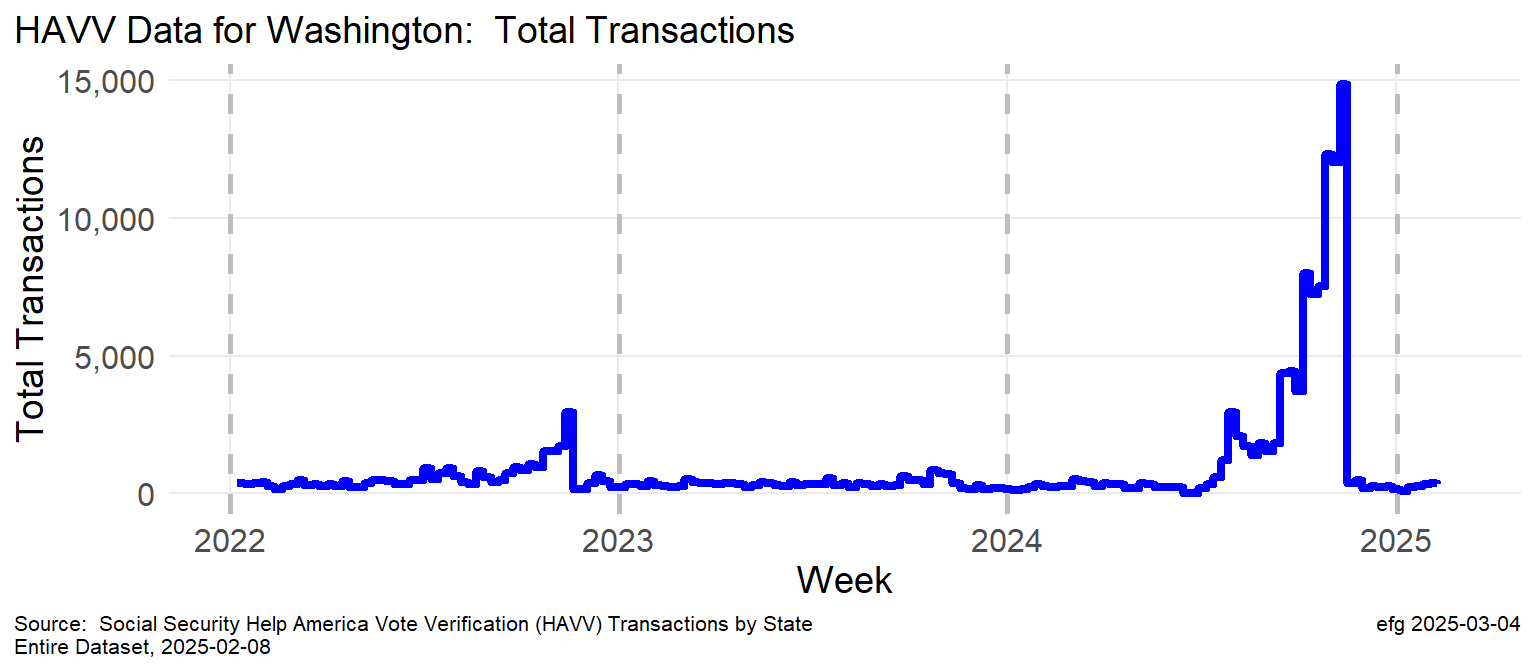 HAVV Data for Washington:  Total Transactions
15,000
10,000
5,000
0
Total Transactions
2022 2023 2024 2025
Week
Source:  Social Security Help America Vote Verification (HAVV) Transactions by State
Entire Dataset, 2025-02-08
efg 2025-03-04